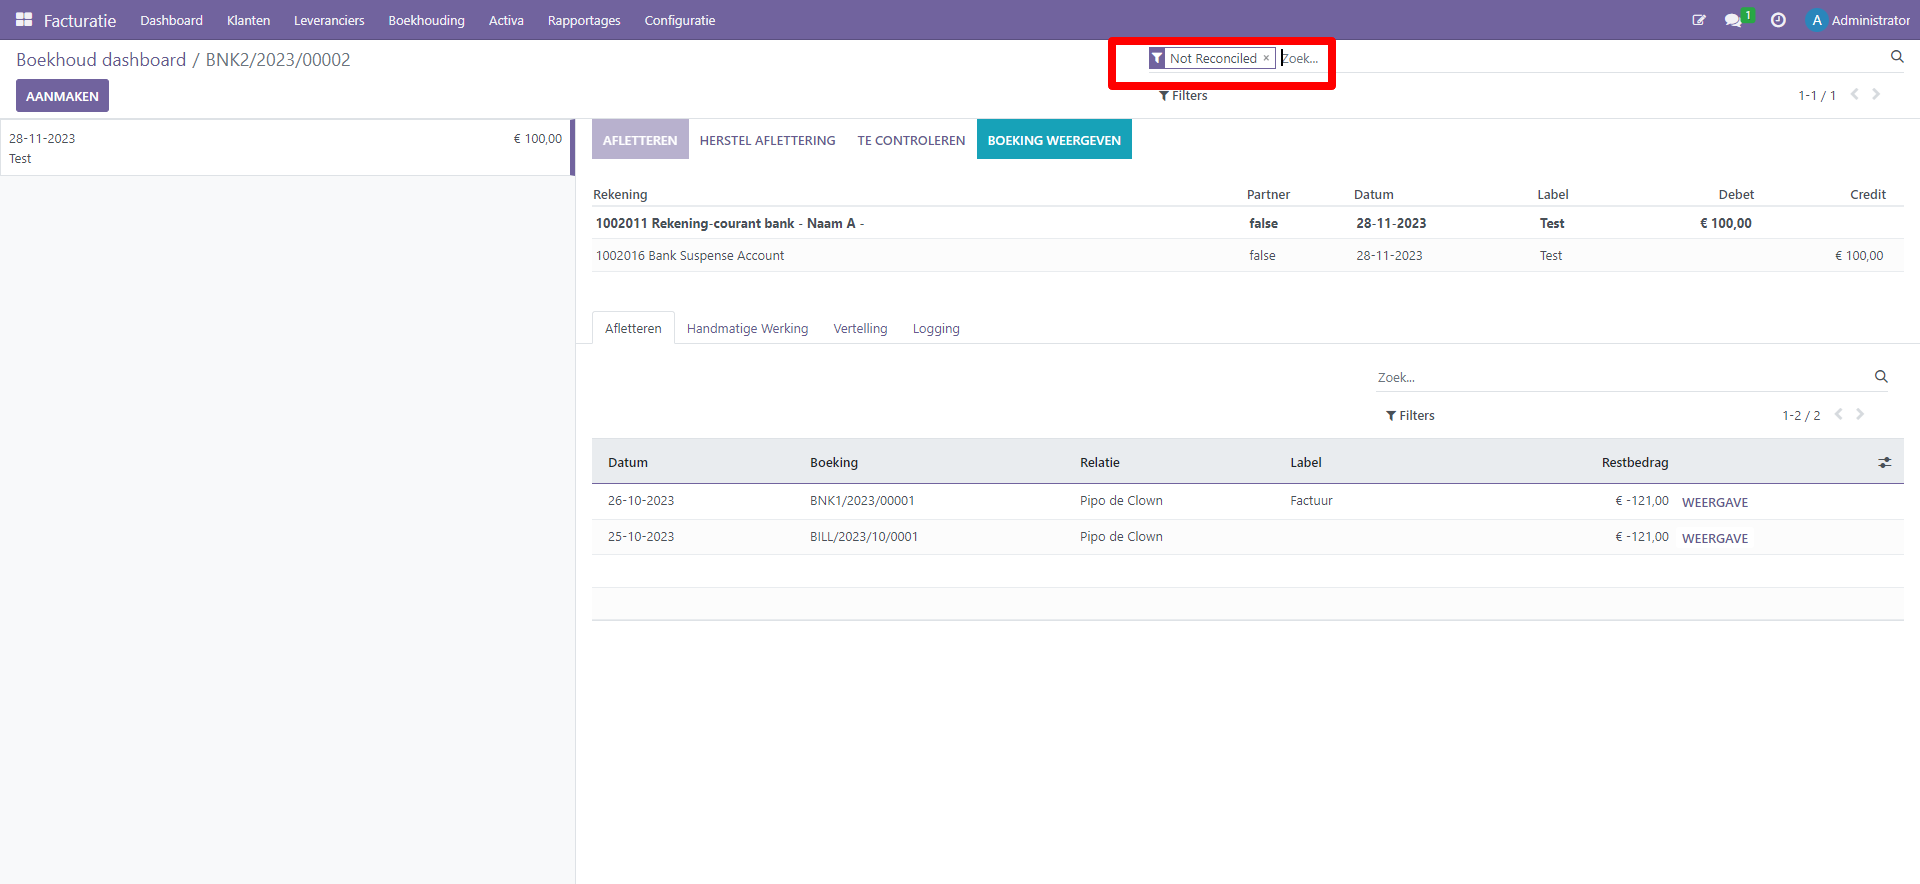 Facturatie Dashboard Klanten Leveranciers Boekhouding Activa Rapportages Configuratie 1 A Administrator
Boekhoud dashboard / BNK2/2023/00002 Not Reconciled × Zoek...
AANMAKEN Filters 1-1 / 1
28-11-2023 € 100,00
Test
AFLETTEREN HERSTEL AFLETTERING TE CONTROLEREN BOEKING WEERGEVEN
Rekening Partner Datum Label Debet Credit
1002011 Rekening-courant bank - Naam A - false 28-11-2023 Test € 100,00
1002016 Bank Suspense Account false 28-11-2023 Test € 100,00
Afletteren Handmatige Werking Vertelling Logging
Zoek...
Filters 1-2 / 2
Datum Boeking Relatie Label Restbedrag
26-10-2023 BNK1/2023/00001 Pipo de Clown Factuur € -121,00 WEERGAVE
25-10-2023 BILL/2023/10/0001 Pipo de Clown € -121,00 WEERGAVE